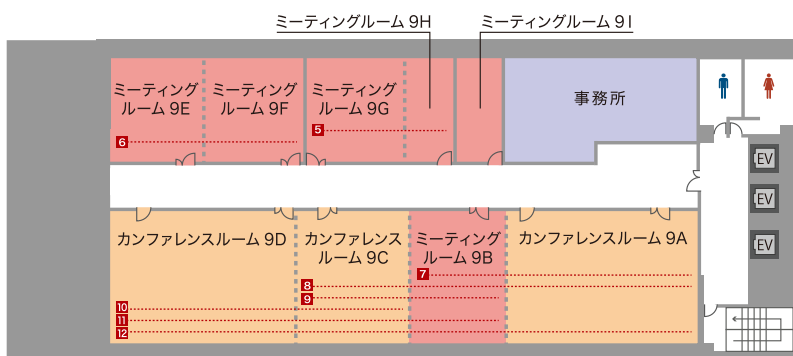 ミーティングルーム 9H
ミーティングルーム 9I
ミーティング
ルーム 9E
ミーティング
ルーム 9F
ミーティング
ルーム 9G
事務所
5
6
EV
EV
EV
カンファレンスルーム 9D
カンファレンス
ルーム 9C
ミーティング
ルーム 9B
カンファレンスルーム 9A
7
8
9
10
11
12